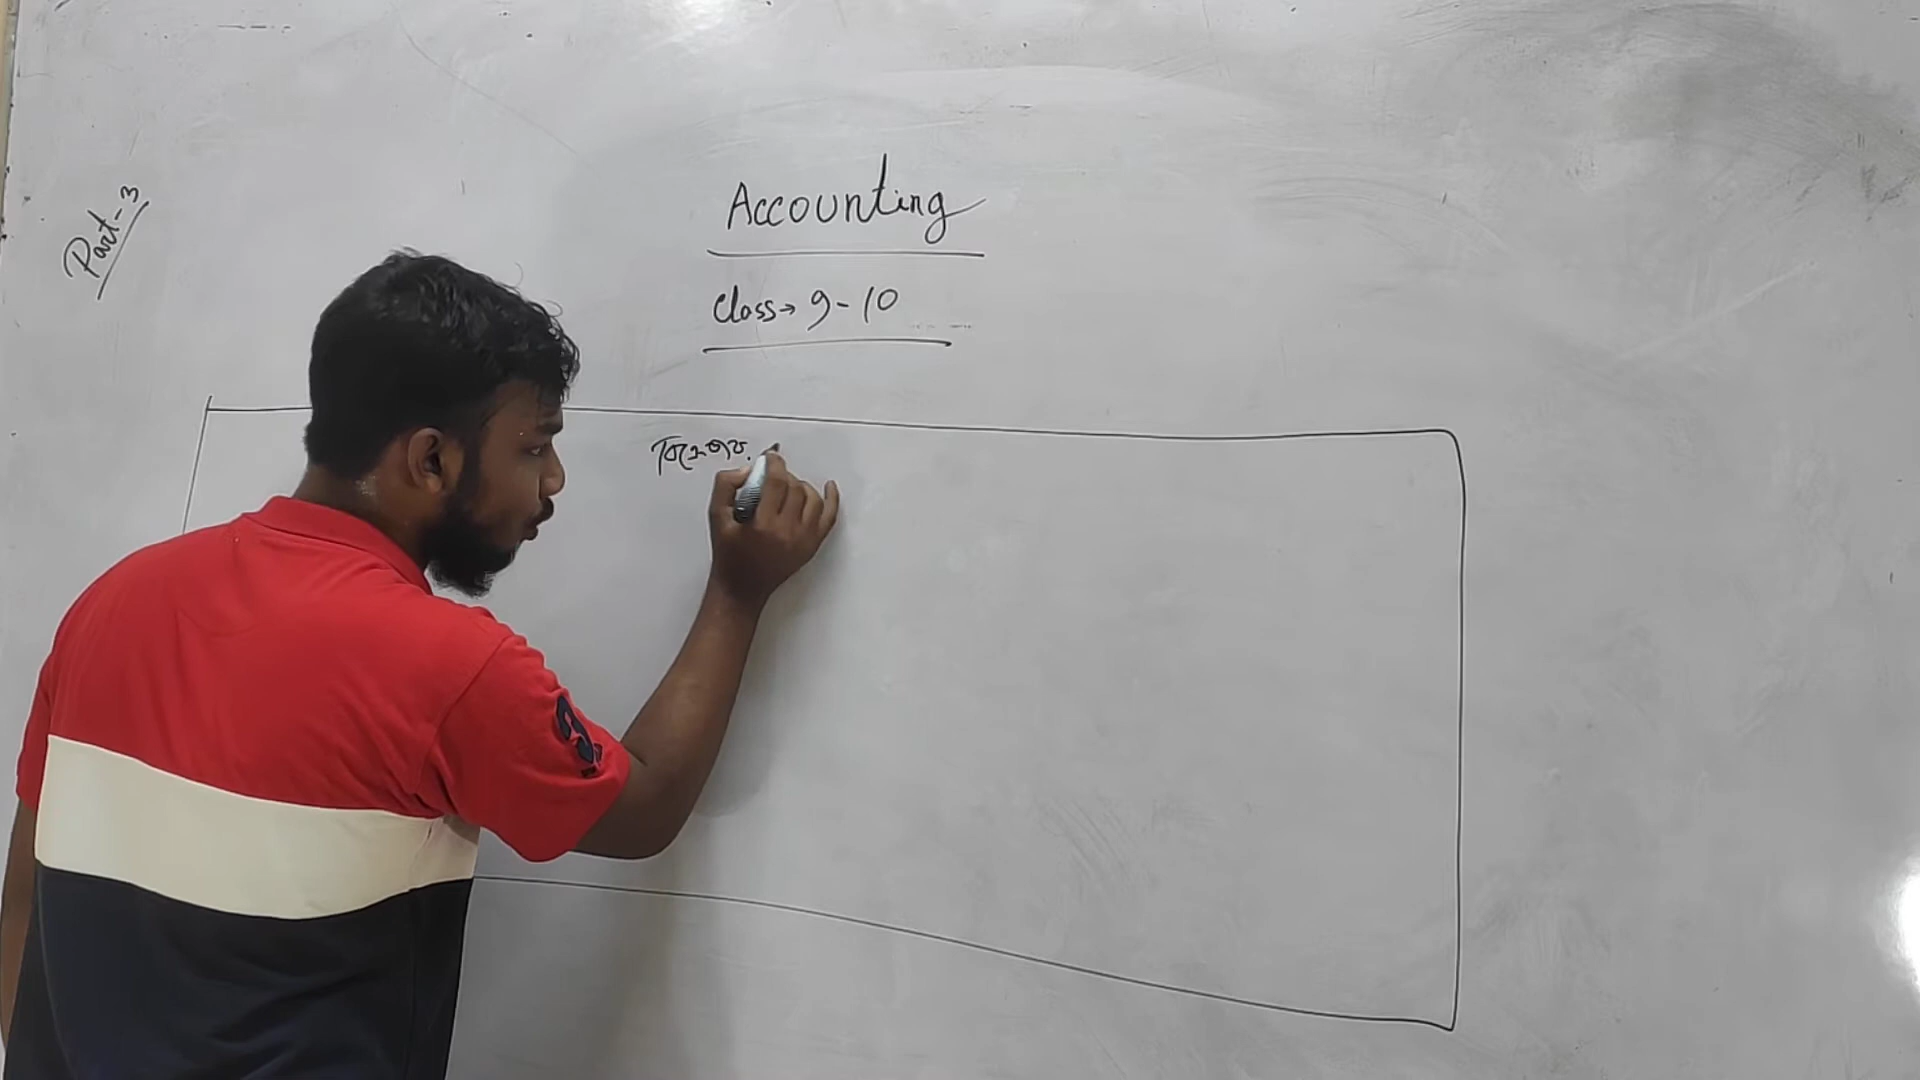 Part-3
Accounting
Class → 9-10